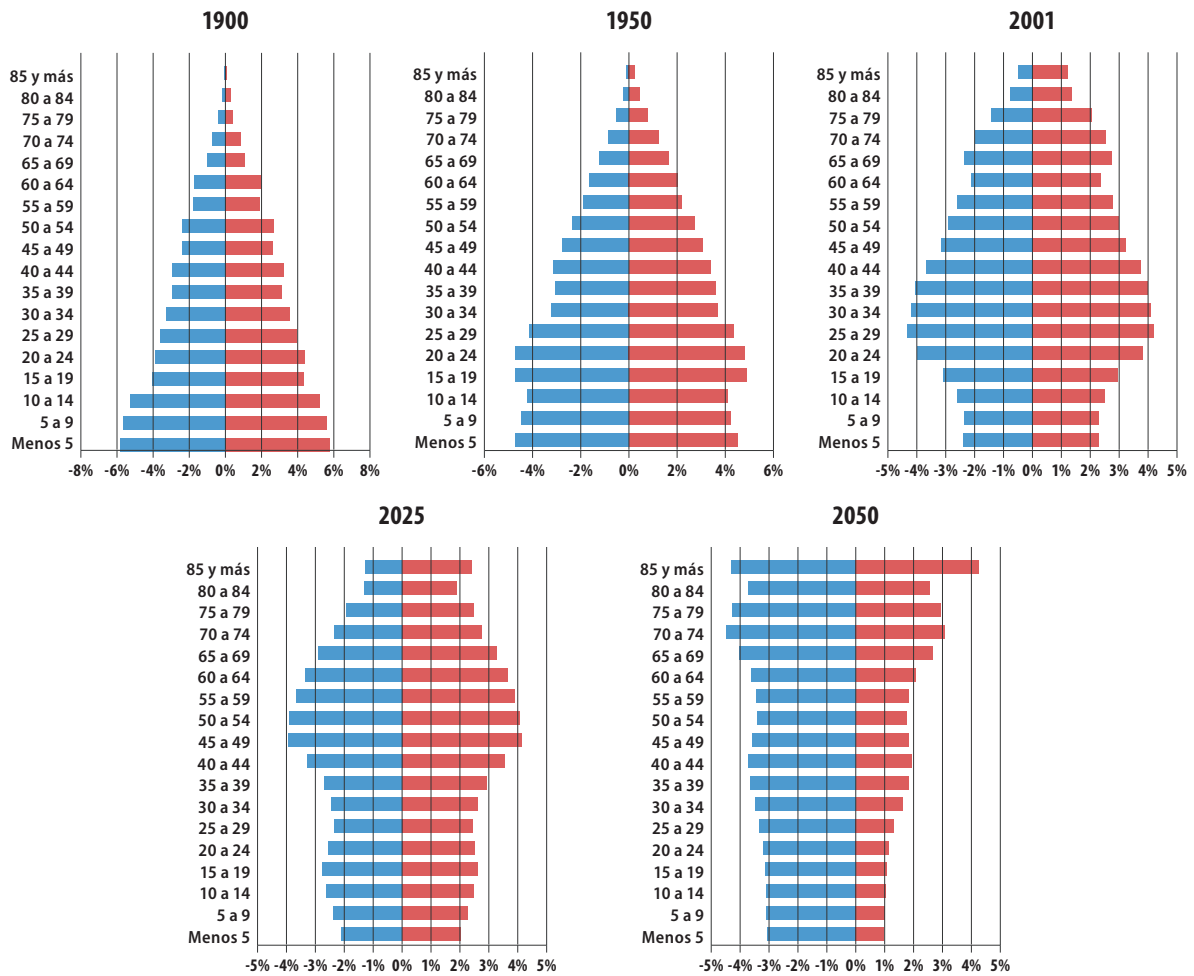 1900
85 y más
80 a 84
75 a 79
70 a 74
65 a 69
60 a 64
55 a 59
50 a 54
45 a 49
40 a 44
35 a 39
30 a 34
25 a 29
20 a 24
15 a 19
10 a 14
5 a 9
Menos 5
-8% -6% -4% -2% 0% 2% 4% 6% 8%
1950
85 y más
80 a 84
75 a 79
70 a 74
65 a 69
60 a 64
55 a 59
50 a 54
45 a 49
40 a 44
35 a 39
30 a 34
25 a 29
20 a 24
15 a 19
10 a 14
5 a 9
Menos 5
-6% -4% -2% 0% 2% 4% 6%
2001
85 y más
80 a 84
75 a 79
70 a 74
65 a 69
60 a 64
55 a 59
50 a 54
45 a 49
40 a 44
35 a 39
30 a 34
25 a 29
20 a 24
15 a 19
10 a 14
5 a 9
Menos 5
-5% -4% -3% -2% -1% 0% 1% 2% 3% 4% 5%
2025
85 y más
80 a 84
75 a 79
70 a 74
65 a 69
60 a 64
55 a 59
50 a 54
45 a 49
40 a 44
35 a 39
30 a 34
25 a 29
20 a 24
15 a 19
10 a 14
5 a 9
Menos 5
-5% -4% -3% -2% -1% 0% 1% 2% 3% 4% 5%
2050
85 y más
80 a 84
75 a 79
70 a 74
65 a 69
60 a 64
55 a 59
50 a 54
45 a 49
40 a 44
35 a 39
30 a 34
25 a 29
20 a 24
15 a 19
10 a 14
5 a 9
Menos 5
-5% -4% -3% -2% -1% 0% 1% 2% 3% 4% 5%